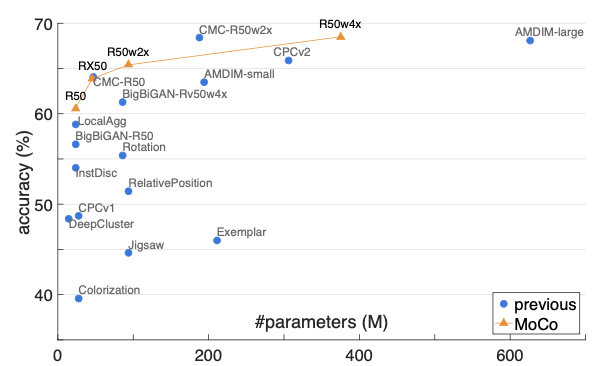 70
60
50
40
accuracy (%)
R50w4x
CMC-R50w2x
AMDIM-large
R50w2x
CPCv2
RX50
AMDIM-small
CMC-R50
R50
BigBiGAN-Rv50w4x
LocalAgg
BigBiGAN-R50
Rotation
InstDisc
RelativePosition
CPCv1
DeepCluster
Exemplar
Jigsaw
Colorization
previous
MoCo
#parameters (M)
0 200 400 600